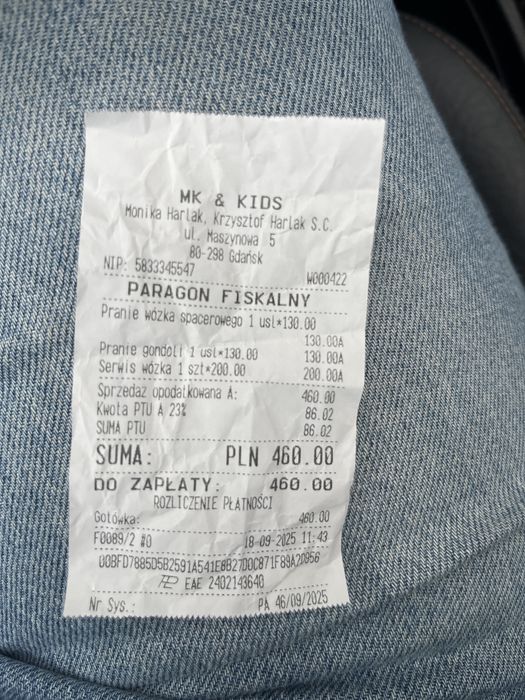 MK & KIDS
Monika Harlak, Krzysztof Harlak S.C.
ul. Maszynowa 5
80-298 Gdańsk
NIP: 5833345547 W000422
PARAGON FISKALNY
Pranie wózka spacerowego 1 usł*130.00
130.00A
Pranie gondoli 1 usł*130.00 130.00A
Serwis wózka 1 szt*200.00 200.00A
Sprzedaż opodatkowana A: 460.00
Kwota PTU A 23% 86.02
SUMA PTU 86.02
SUMA: PLN 460.00
DO ZAPŁATY: 460.00
ROZLICZENIE PŁATNOŚCI
Gotówka: 460.00
F0089/2 #0 18-09-2025 11:43
EAE 2402143640
Nr Sys.: PA 46/09/2025